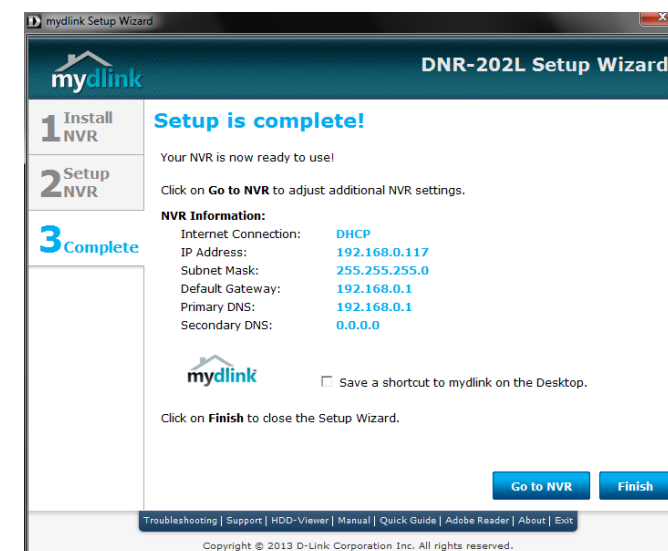 mydlink Setup Wizard
mydlink
DNR-202L Setup Wizard
1 Install
NVR
2 Setup
NVR
3 Complete
Setup is complete!
Your NVR is now ready to use!
Click on Go to NVR to adjust additional NVR settings.
NVR Information:
Internet Connection: DHCP
IP Address: 192.168.0.117
Subnet Mask: 255.255.255.0
Default Gateway: 192.168.0.1
Primary DNS: 192.168.0.1
Secondary DNS: 0.0.0.0
mydlink
Save a shortcut to mydlink on the Desktop.
Click on Finish to close the Setup Wizard.
Go to NVR Finish
Troubleshooting | Support | HDD-Viewer | Manual | Quick Guide | Adobe Reader | About | Exit
Copyright © 2013 D-Link Corporation Inc. All rights reserved.